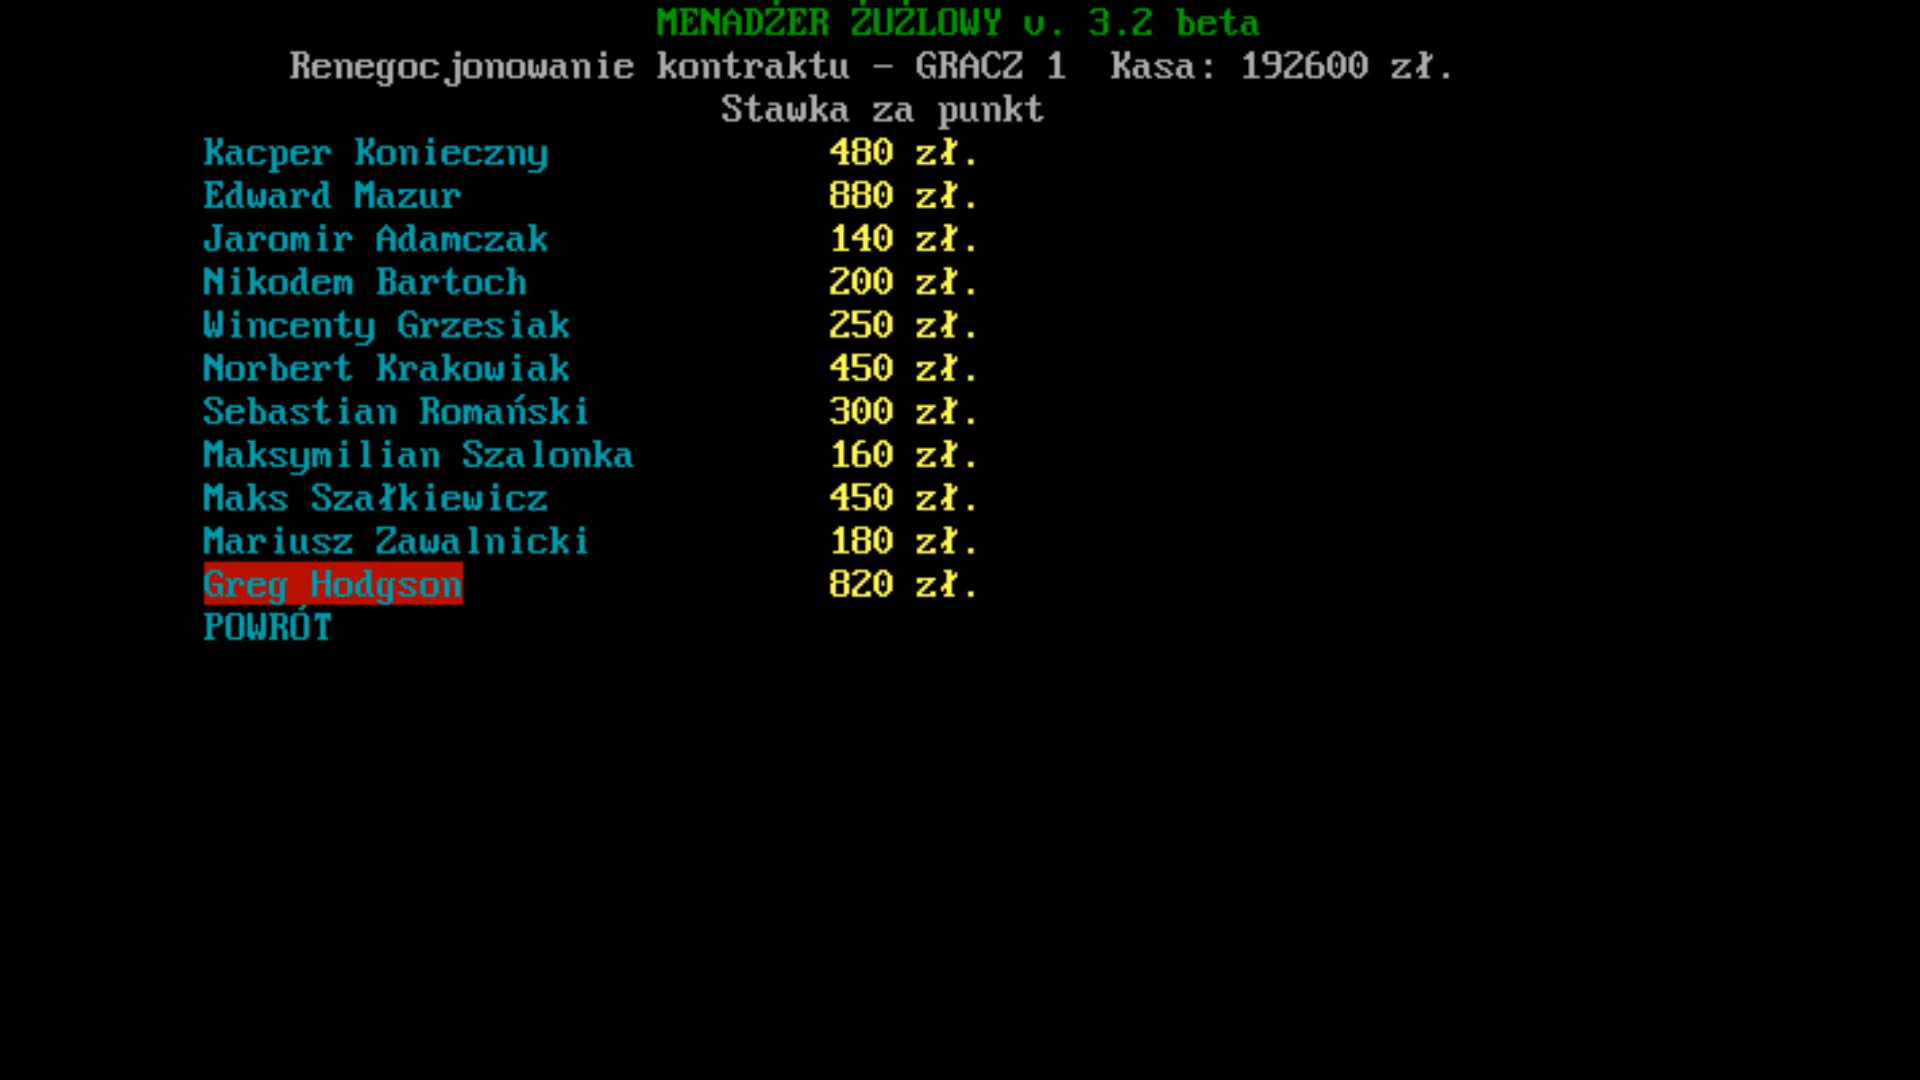 MENADŻER ŻUŻLOWY v. 3.2 beta
Renegocjonowanie kontraktu - GRACZ 1 Kasa: 192600 zł.
Stawka za punkt
Kacper Konieczny 480 zł.
Edward Mazur 880 zł.
Jaromir Adamczak 140 zł.
Nikodem Bartoch 200 zł.
Wincenty Grzesiak 250 zł.
Norbert Krakowiak 450 zł.
Sebastian Romański 300 zł.
Maksymilian Szalonka 160 zł.
Maks Szałkiewicz 450 zł.
Mariusz Zawalnicki 180 zł.
Greg Hodgson 820 zł.
POWRÓT